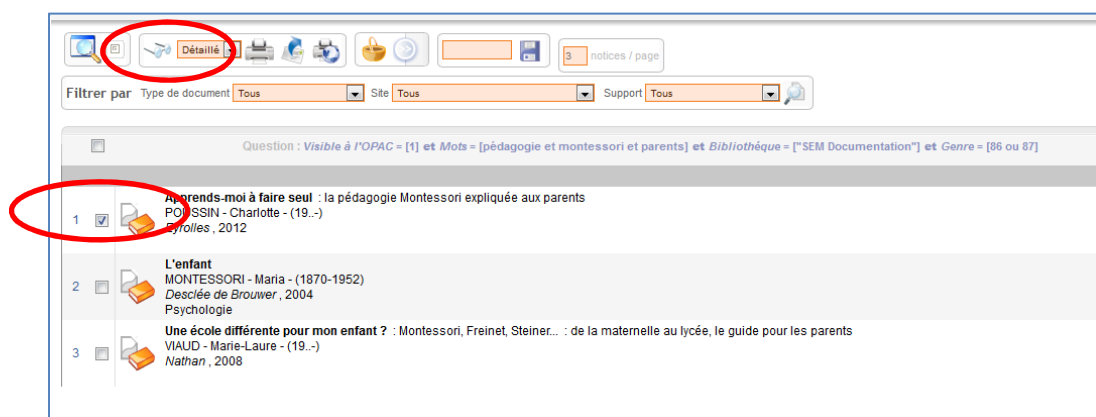 Détaillé
3 notices / page
Filtrer par Type de document Tous Site Tous Support Tous
Question : Visible à l'OPAC = [1] et Mots = [pédagogie et montessori et parents] et Bibliothèque = ["SEM Documentation"] et Genre = [86 ou 87]
Apprends-moi à faire seul : la pédagogie Montessori expliquée aux parents
1
POUSSIN - Charlotte - (19..-)
Eyrolles , 2012
L'enfant
2
MONTESSORI - Maria - (1870-1952)
Desclée de Brouwer , 2004
Psychologie
Une école différente pour mon enfant ? : Montessori, Freinet, Steiner... : de la maternelle au lycée, le guide pour les parents
3
VIAUD - Marie-Laure - (19..-)
Nathan , 2008